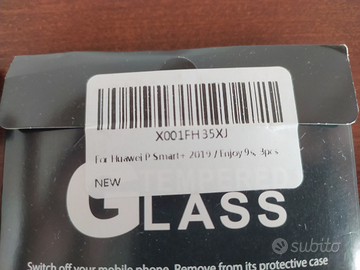 X001FH35XJ
For Huawei P Smart+ 2019 / Enjoy 9s, 3pcs
NEW
TEMPERED
GLASS
Switch off your mobile phone. Remove from its protective case
subito